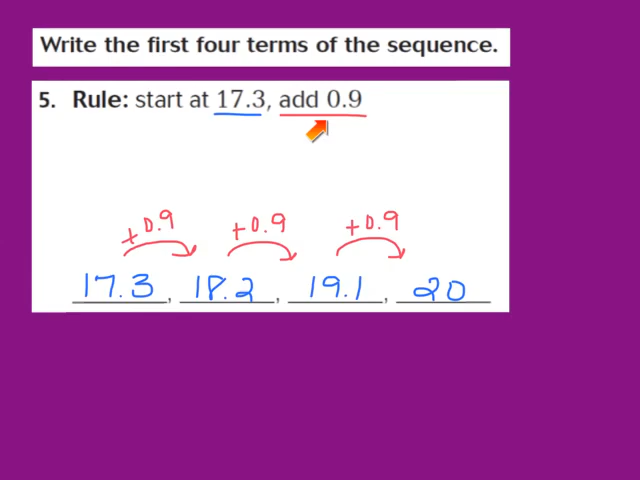 Write the first four terms of the sequence.
5. Rule: start at 17.3, add 0.9
+0.9 +0.9 +0.9
17.3, 18.2, 19.1, 20